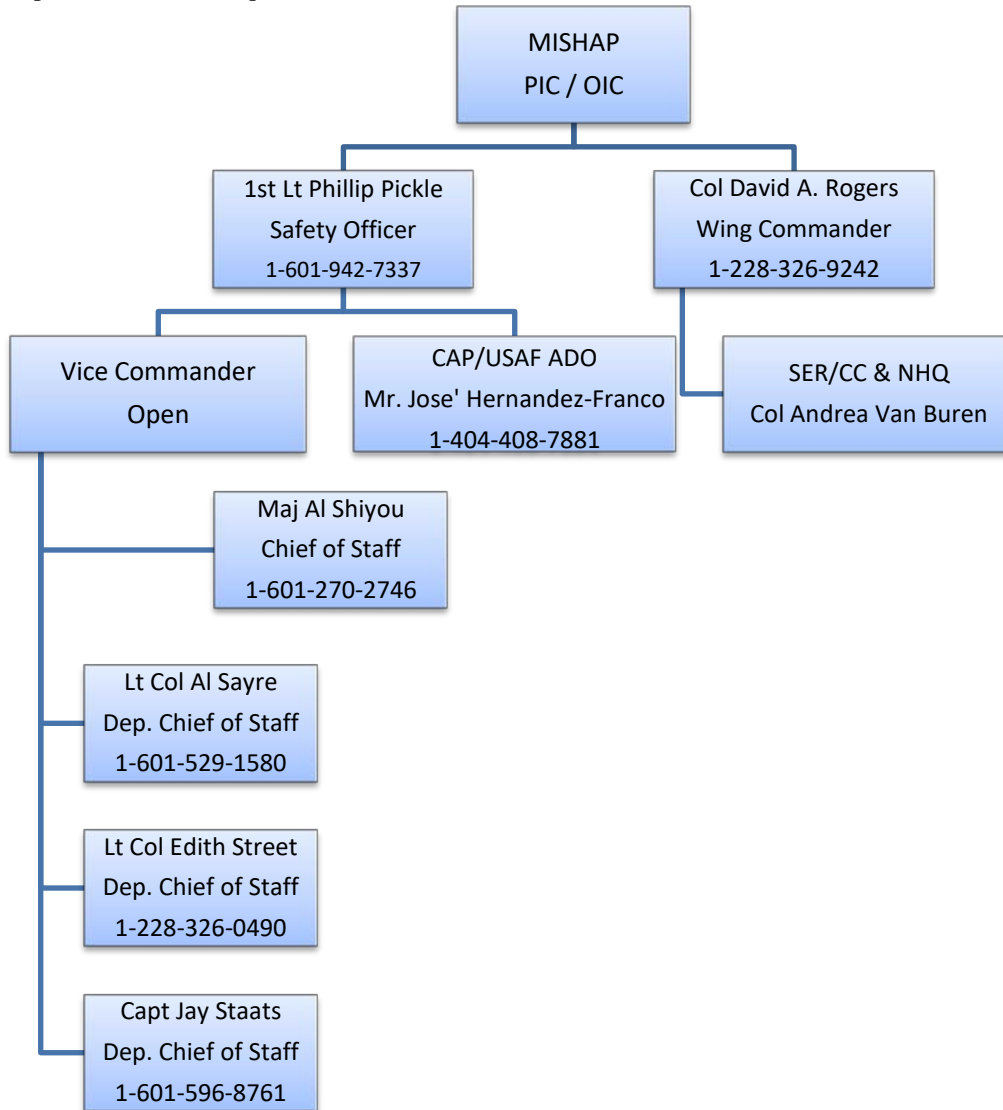 MISHAP
PIC / OIC
1st Lt Phillip Pickle
Safety Officer
1-601-942-7337
Col David A. Rogers
Wing Commander
1-228-326-9242
Vice Commander
Open
CAP/USAF ADO
Mr. Jose' Hernandez-Franco
1-404-408-7881
SER/CC & NHQ
Col Andrea Van Buren
Maj Al Shiyou
Chief of Staff
1-601-270-2746
Lt Col Al Sayre
Dep. Chief of Staff
1-601-529-1580
Lt Col Edith Street
Dep. Chief of Staff
1-228-326-0490
Capt Jay Staats
Dep. Chief of Staff
1-601-596-8761